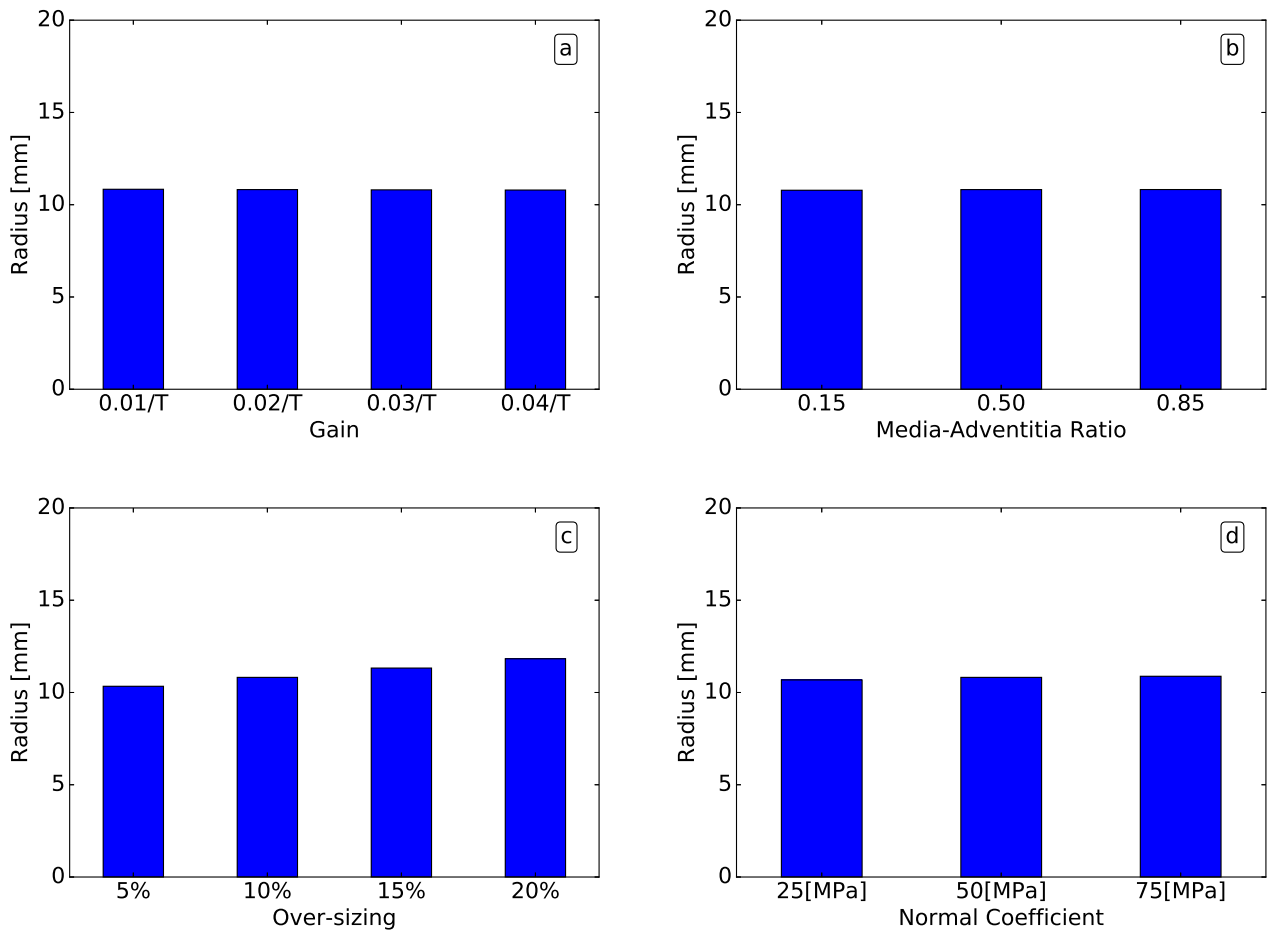 a
20
15
10
5
0
Radius [mm]
0.01/T 0.02/T 0.03/T 0.04/T
Gain
b
20
15
10
5
0
Radius [mm]
0.15 0.50 0.85
Media-Adventitia Ratio
c
20
15
10
5
0
Radius [mm]
5% 10% 15% 20%
Over-sizing
d
20
15
10
5
0
Radius [mm]
25[MPa] 50[MPa] 75[MPa]
Normal Coefficient